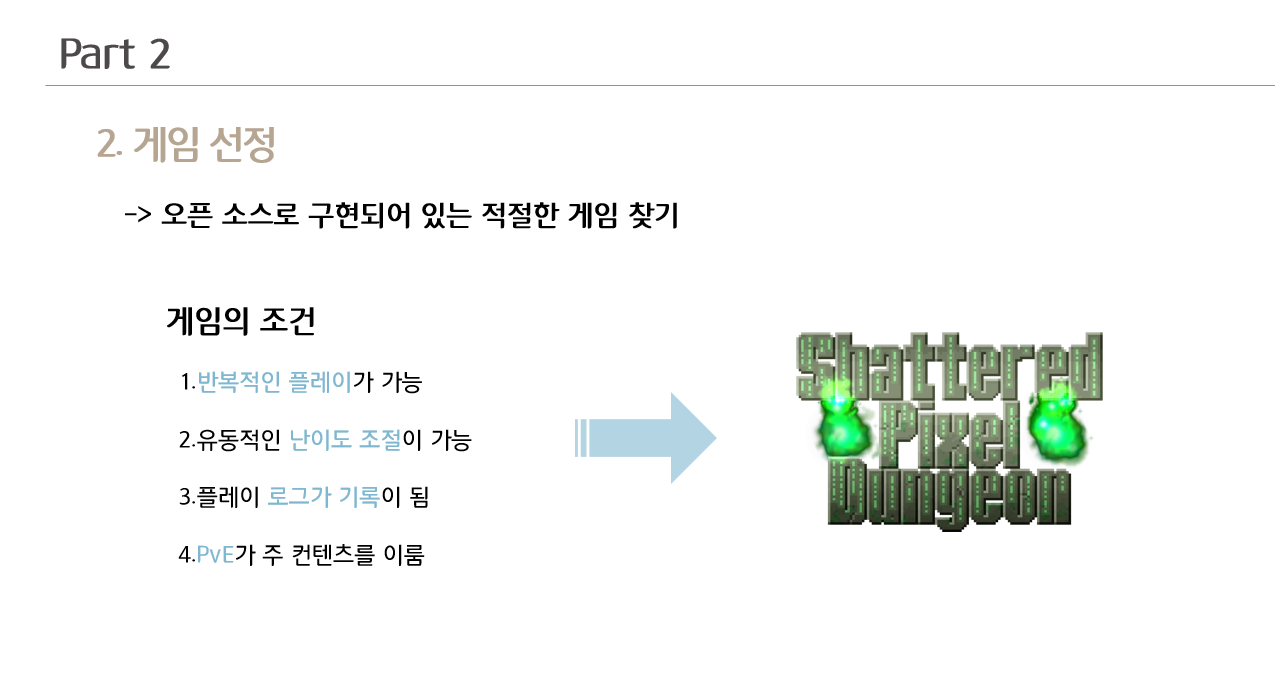 Part 2
2. 게임 선정
-> 오픈 소스로 구현되어 있는 적절한 게임 찾기
게임의 조건
1.반복적인 플레이가 가능
2.유동적인 난이도 조절이 가능
3.플레이 로그가 기록이 됨
4.PvE가 주 컨텐츠를 이룸
Shattered
Pixel
Dungeon